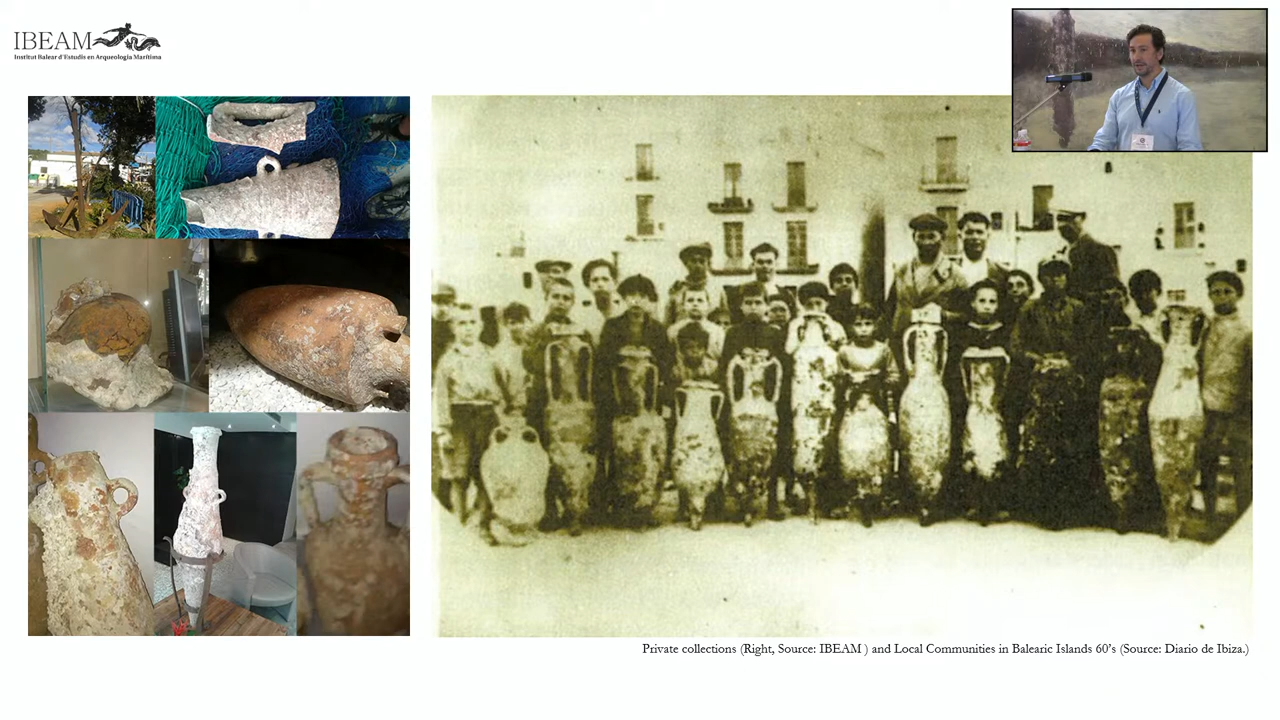 IBEAM
Institut Balear d'Estudis en Arqueologia Marítima
Private collections (Right, Source: IBEAM ) and Local Communities in Balearic Islands 60's (Source: Diario de Ibiza.)